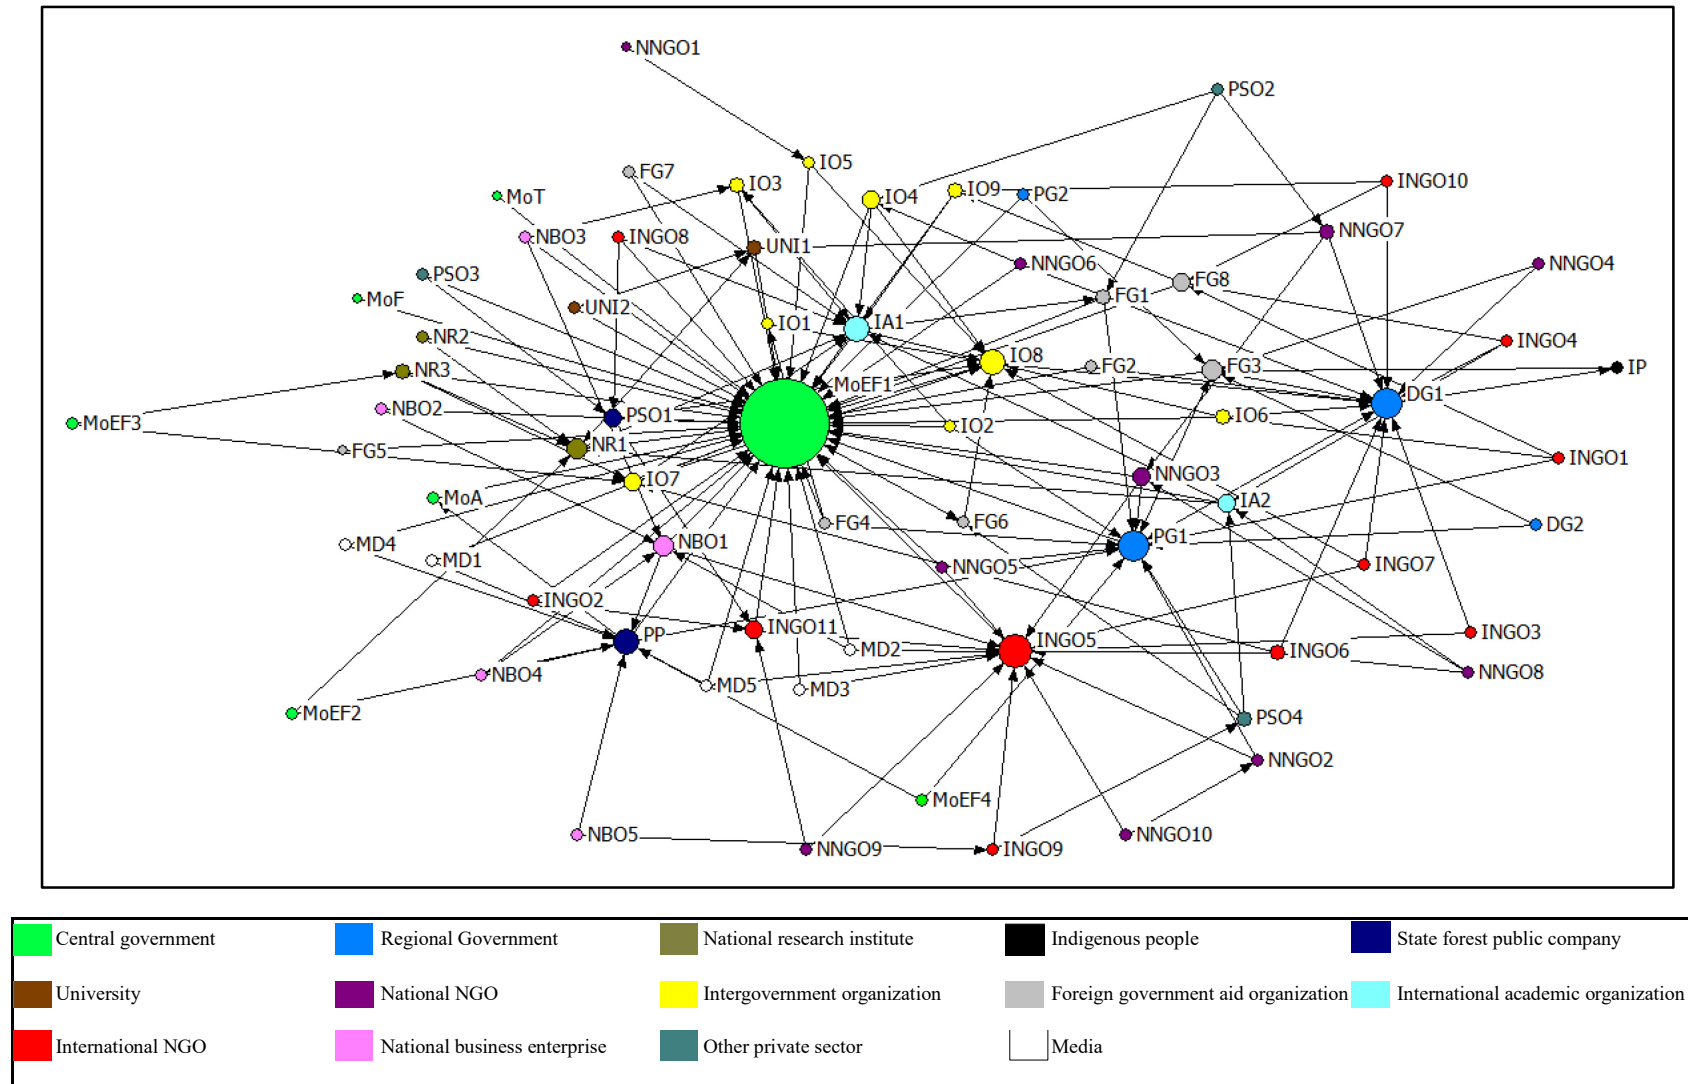 NNGO1
PSO2
IO5
FG7
IO3
INGO10
IO9
PG2
MoT
IO4
NNGO7
NBO3
INGO8
UNI1
NNGO6
NNGO4
PSO3
FG8
MoF
FG1
UNI2
IO1
IA1
NR2
INGO4
IO8
FG2
FG3
IP
NR3
MoEF1
DG1
NBO2
PSO1
IO6
MoEF3
IO2
NR1
FG5
INGO1
NNGO3
IO7
MoA
IA2
FG4
FG6
DG2
PG1
MD4
NBO1
MD1
NNGO5
INGO7
INGO2
INGO11
INGO3
PP
INGO5
MD2
INGO6
NBO4
NNGO8
MD5
MD3
MoEF2
PSO4
NNGO2
MoEF4
NBO5
NNGO10
NNGO9
INGO9
Central government
Regional Government
National research institute
Indigenous people
State forest public company
University
National NGO
Intergovernment organization
Foreign government aid organization
International academic organization
International NGO
National business enterprise
Other private sector
Media